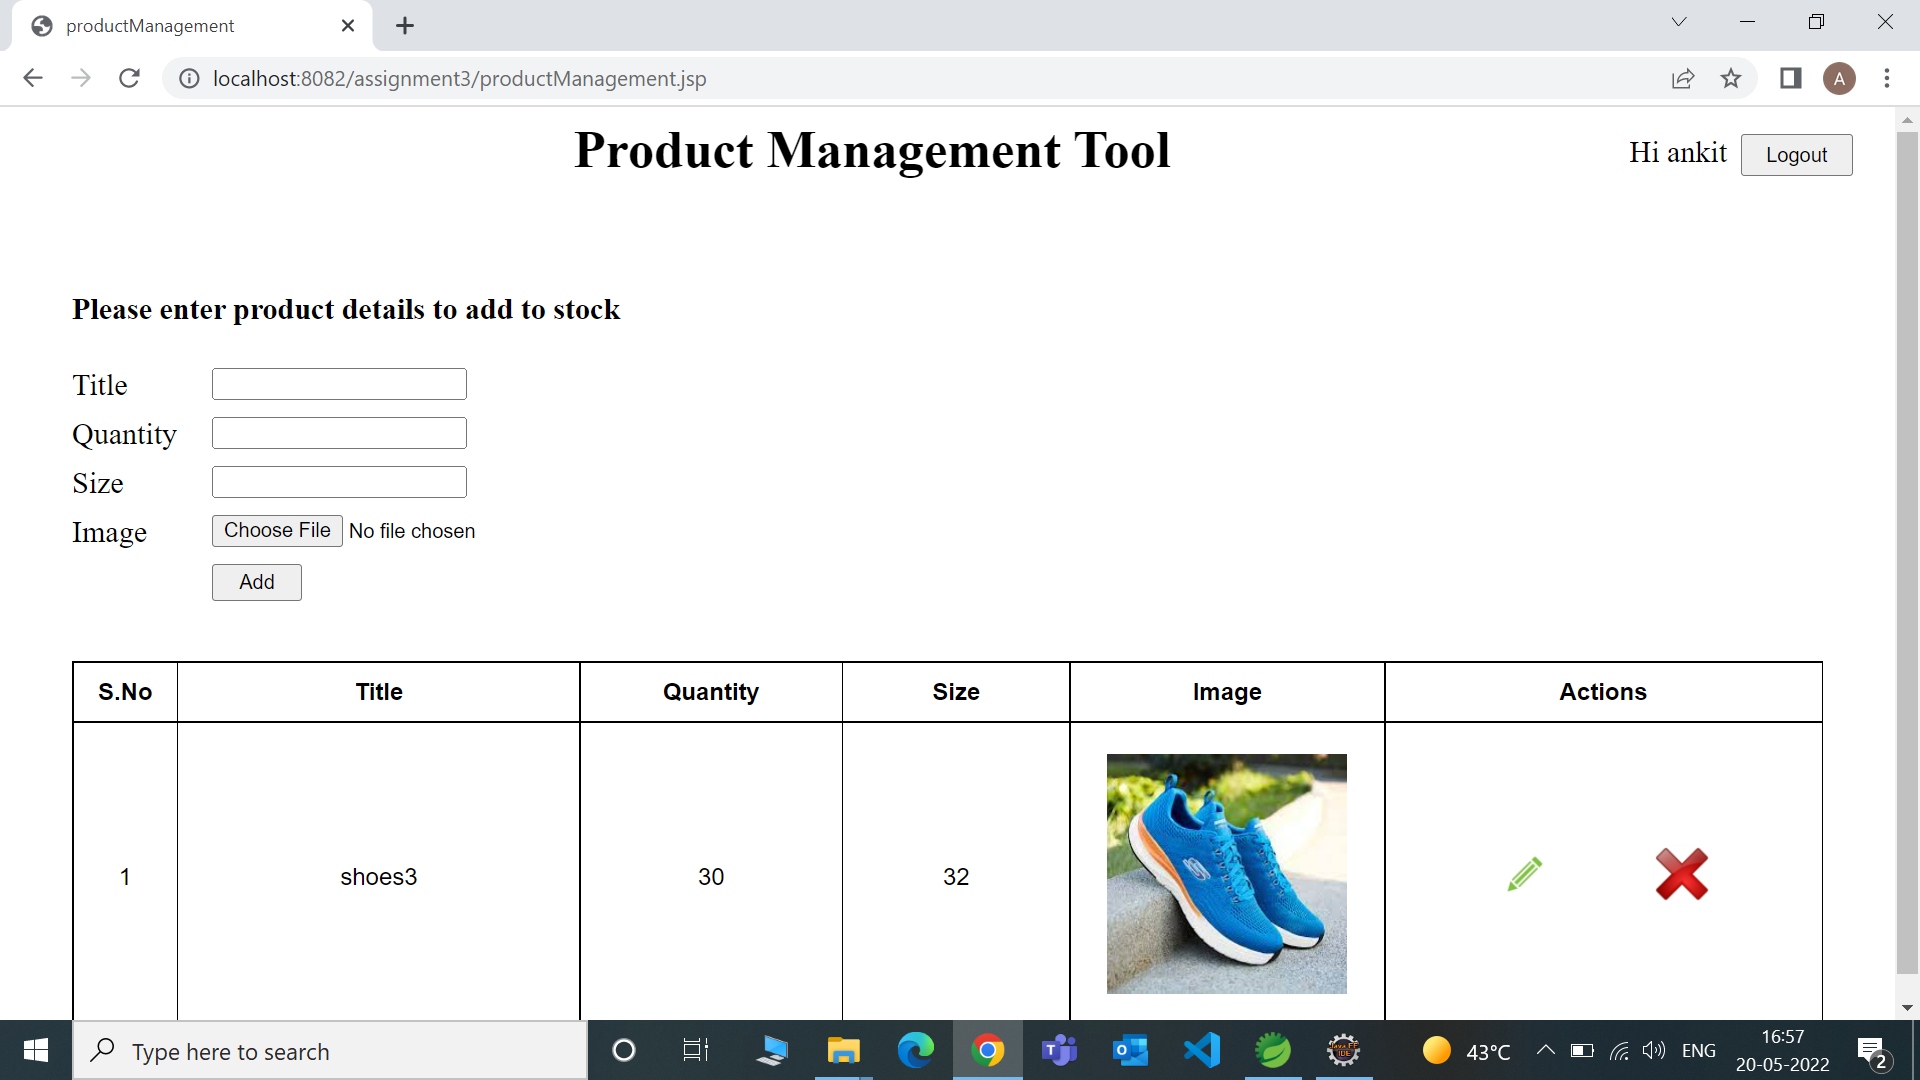 productManagement
localhost:8082/assignment3/productManagement.jsp
A
Product Management Tool
Hi ankit
Logout
Please enter product details to add to stock
Title
Quantity
Size
Image
Choose File No file chosen
Add
S.No Title Quantity Size Image Actions
1 shoes3 30 32
Type here to search
43°C
ENG
16:57
20-05-2022
2